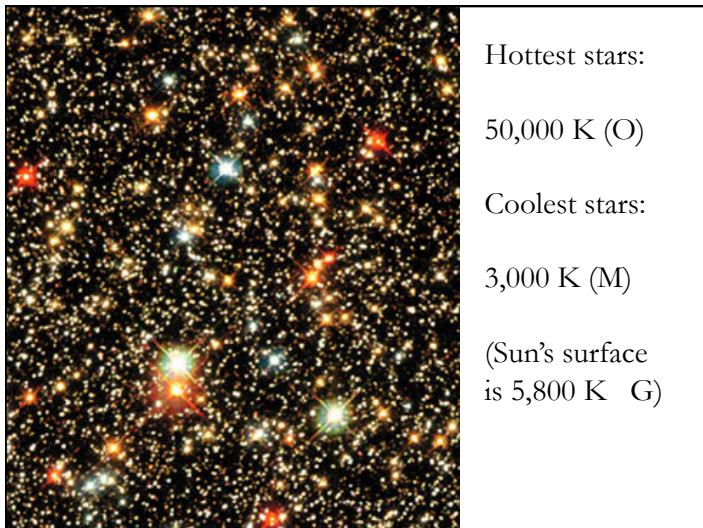 Hottest stars:
50,000 K (O)
Coolest stars:
3,000 K (M)
(Sun's surface
is 5,800 K   G)